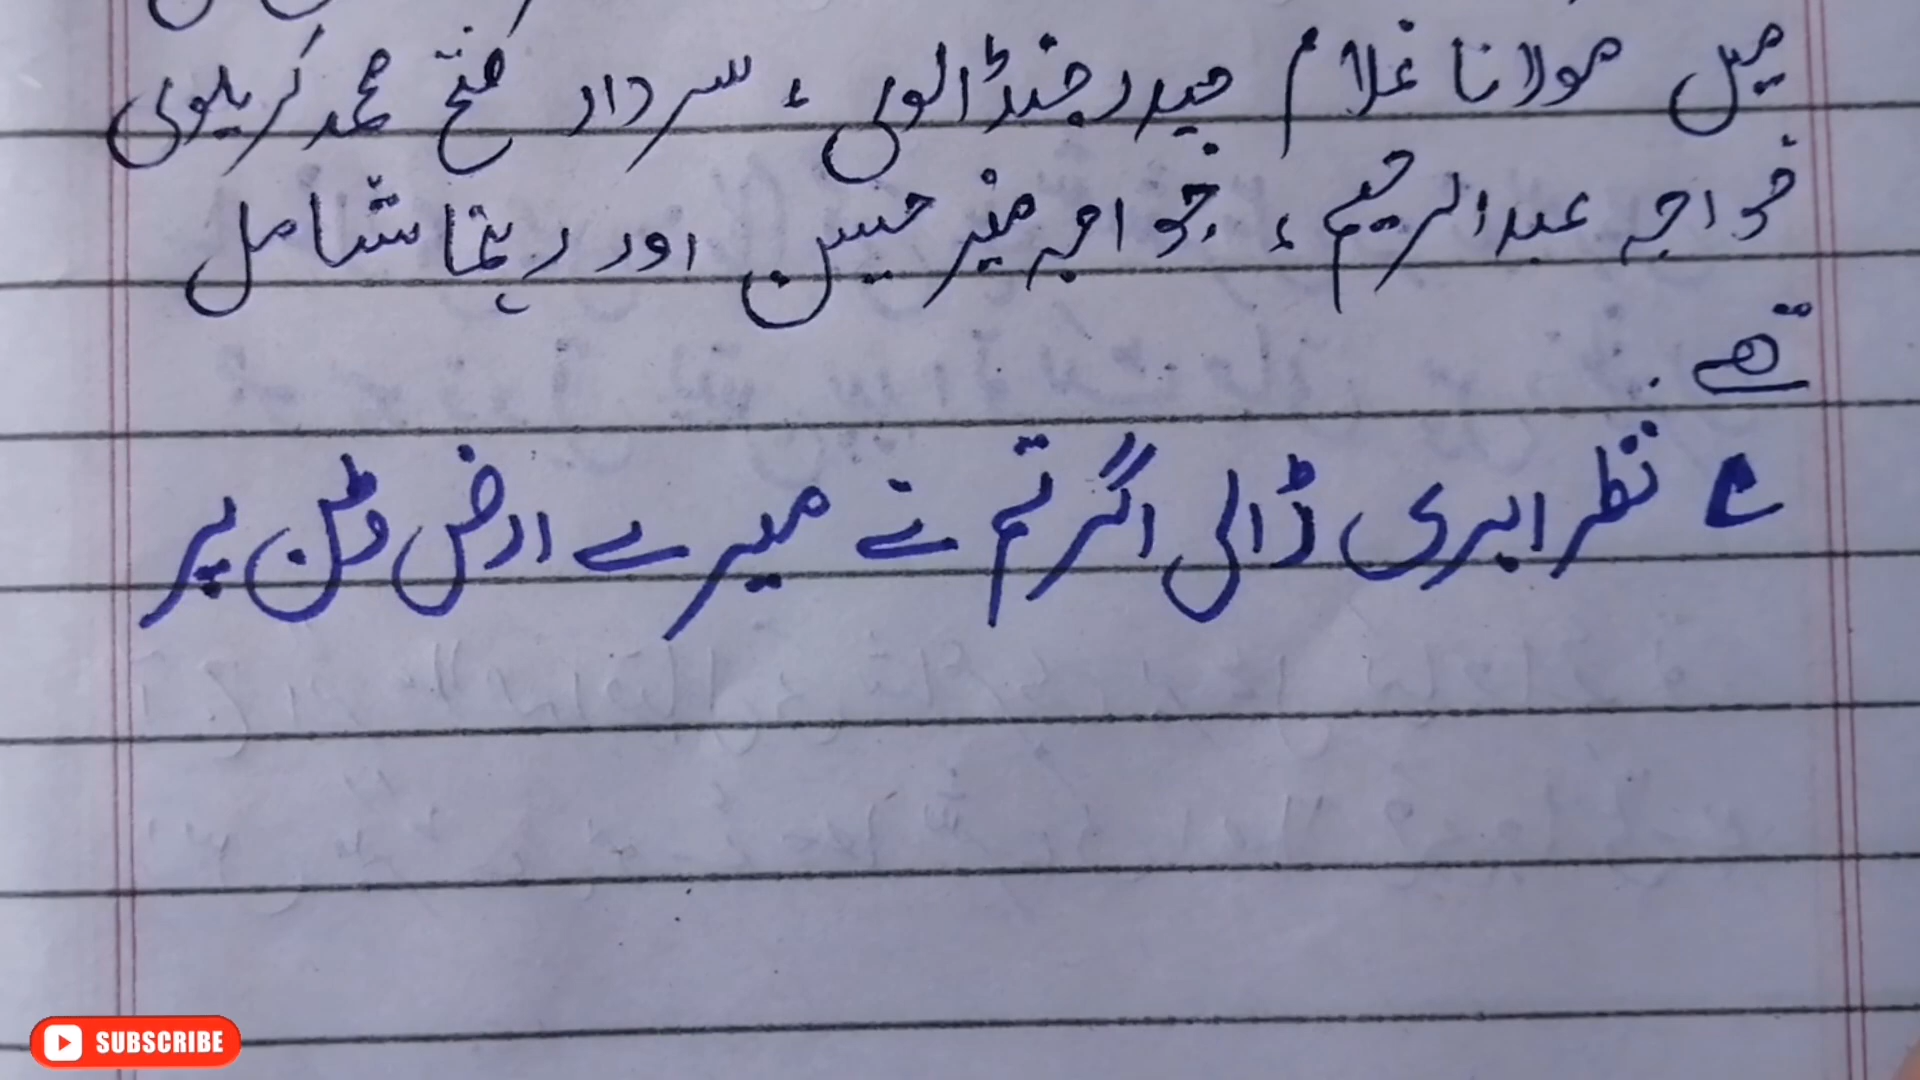 میں مولانا غلام حیدر جنڈالوی ، سردار فتح محمد کریلوی
خواجہ عبدالرحیم ، خواجہ منیر حسین اور رہنما شامل
تھے .
؎ نظر ابری ڈالی اگر تم نے میرے ارض وطن پر
SUBSCRIBE